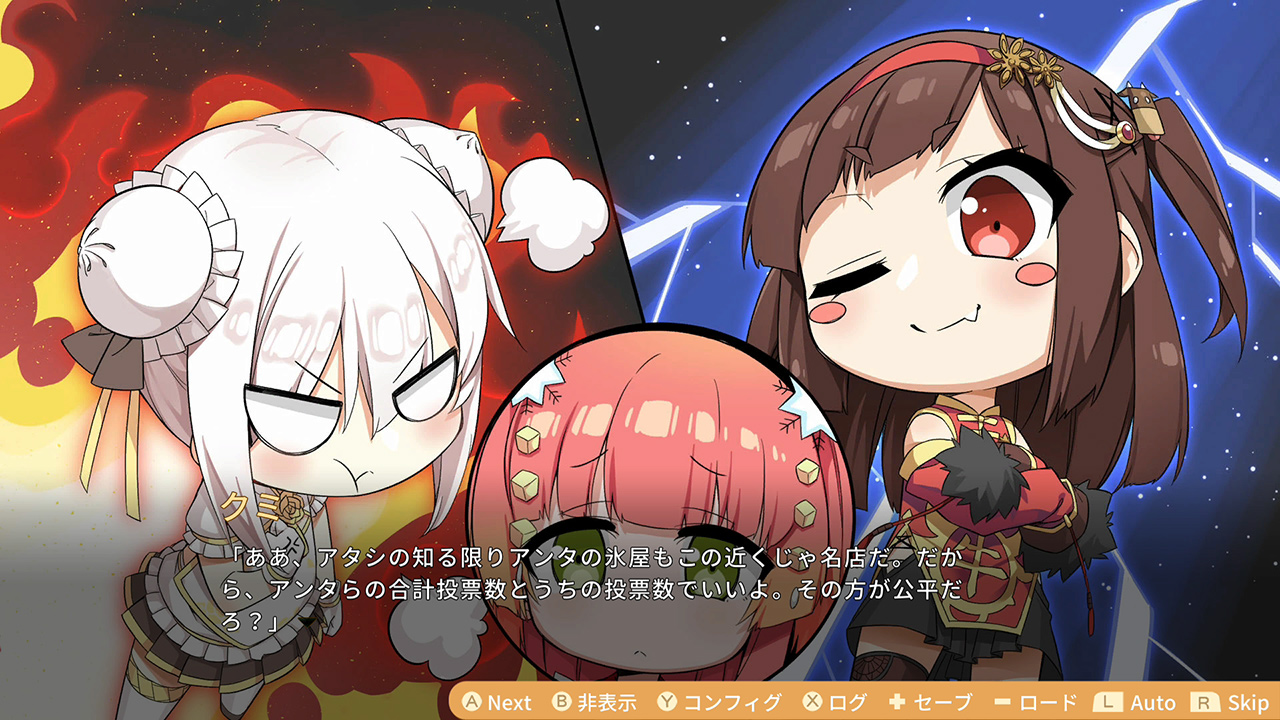 クミ
「ああ、アタシの知る限りアンタの氷屋もこの近くじゃ名店だ。だか
ら、アンタらの合計投票数とうちの投票数でいいよ。その方が公平だ
ろ？」
A Next B 非表示 Y コンフィグ X ログ セーブ ロード L Auto R Skip